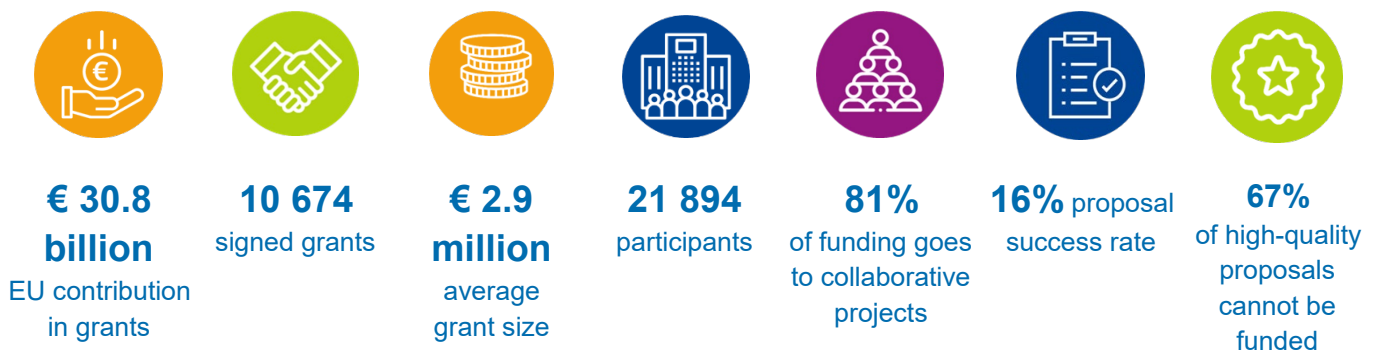 €
€ 30.8
billion
EU contribution
in grants
10 674
signed grants
€ 2.9
million
average
grant size
21 894
participants
81%
of funding goes
to collaborative
projects
16% proposal
success rate
67%
of high-quality
proposals
cannot be
funded